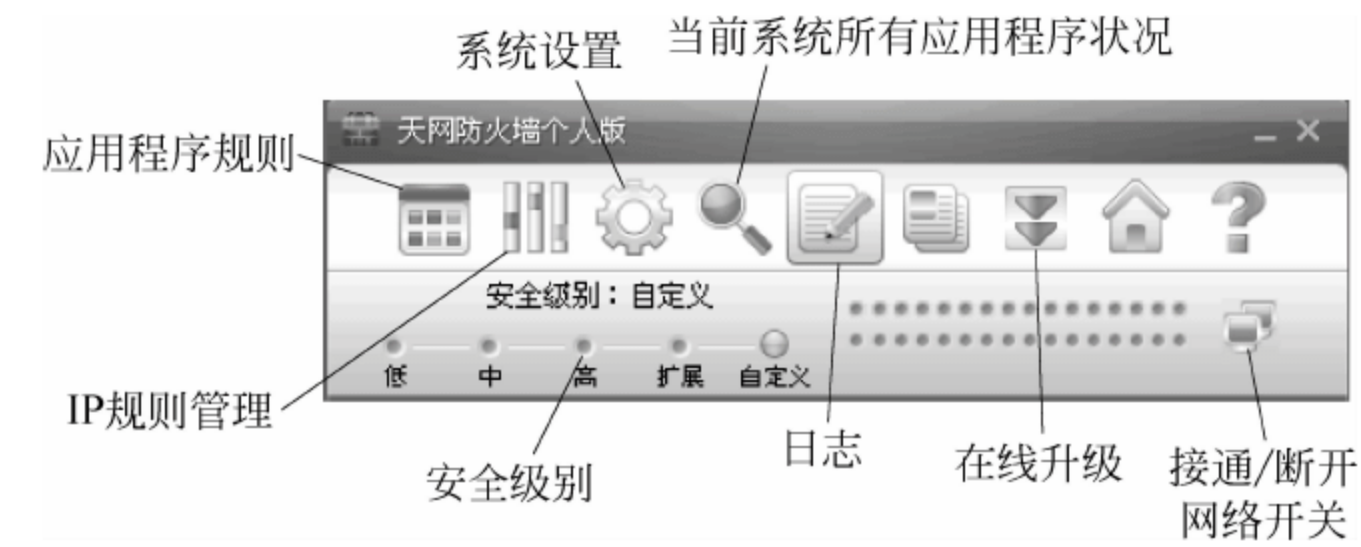 系统设置
当前系统所有应用程序状况
应用程序规则
天网防火墙个人版
安全级别：自定义
低 中 高 扩展 自定义
IP规则管理
安全级别
日志
在线升级
接通/断开
网络开关